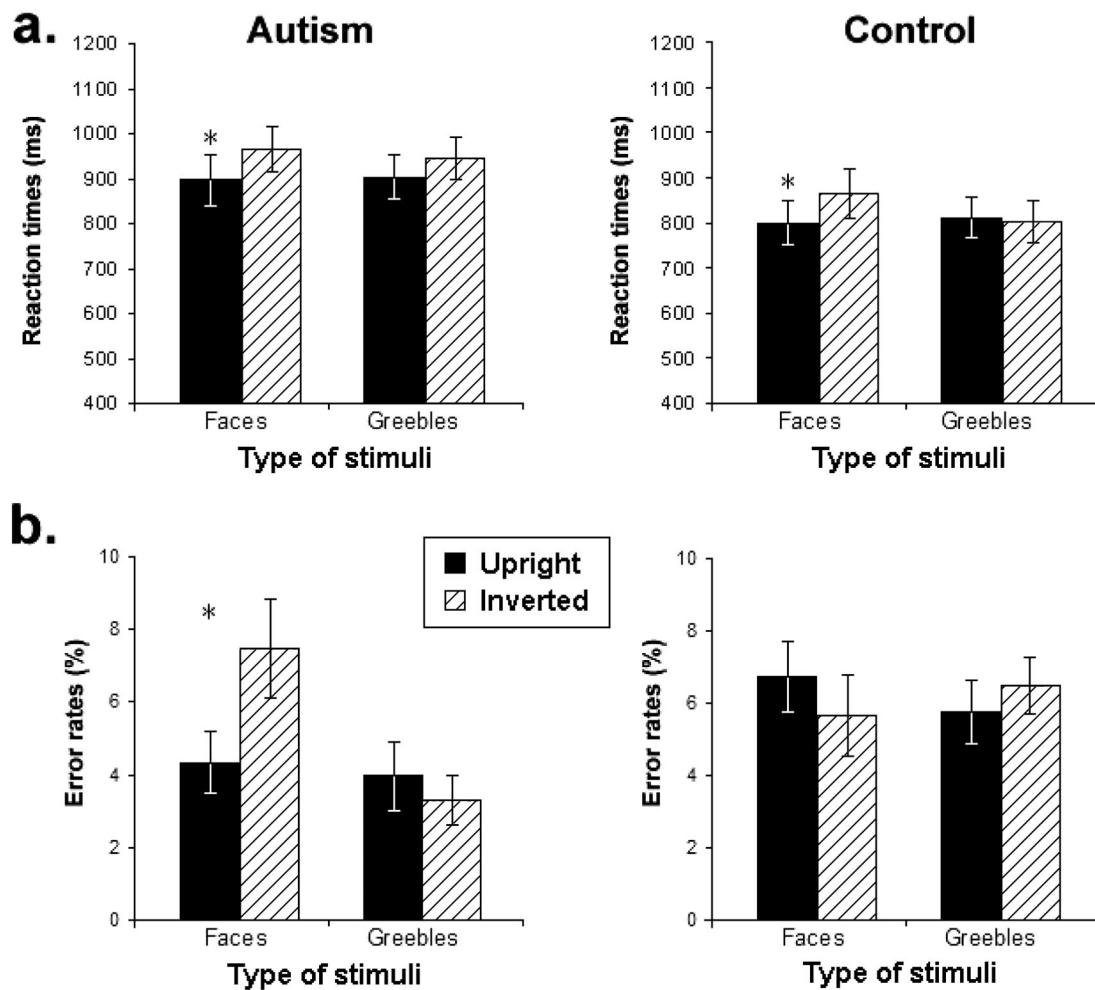 a.
Autism
Control
Reaction times (ms)
1200
1100
1000
900
800
700
600
500
400
*
Faces
Greebles
Type of stimuli
Reaction times (ms)
1200
1100
1000
900
800
700
600
500
400
*
Faces
Greebles
Type of stimuli
b.
Error rates (%)
10
8
6
4
2
0
*
Faces
Greebles
Type of stimuli
Upright
Inverted
Error rates (%)
10
8
6
4
2
0
Faces
Greebles
Type of stimuli